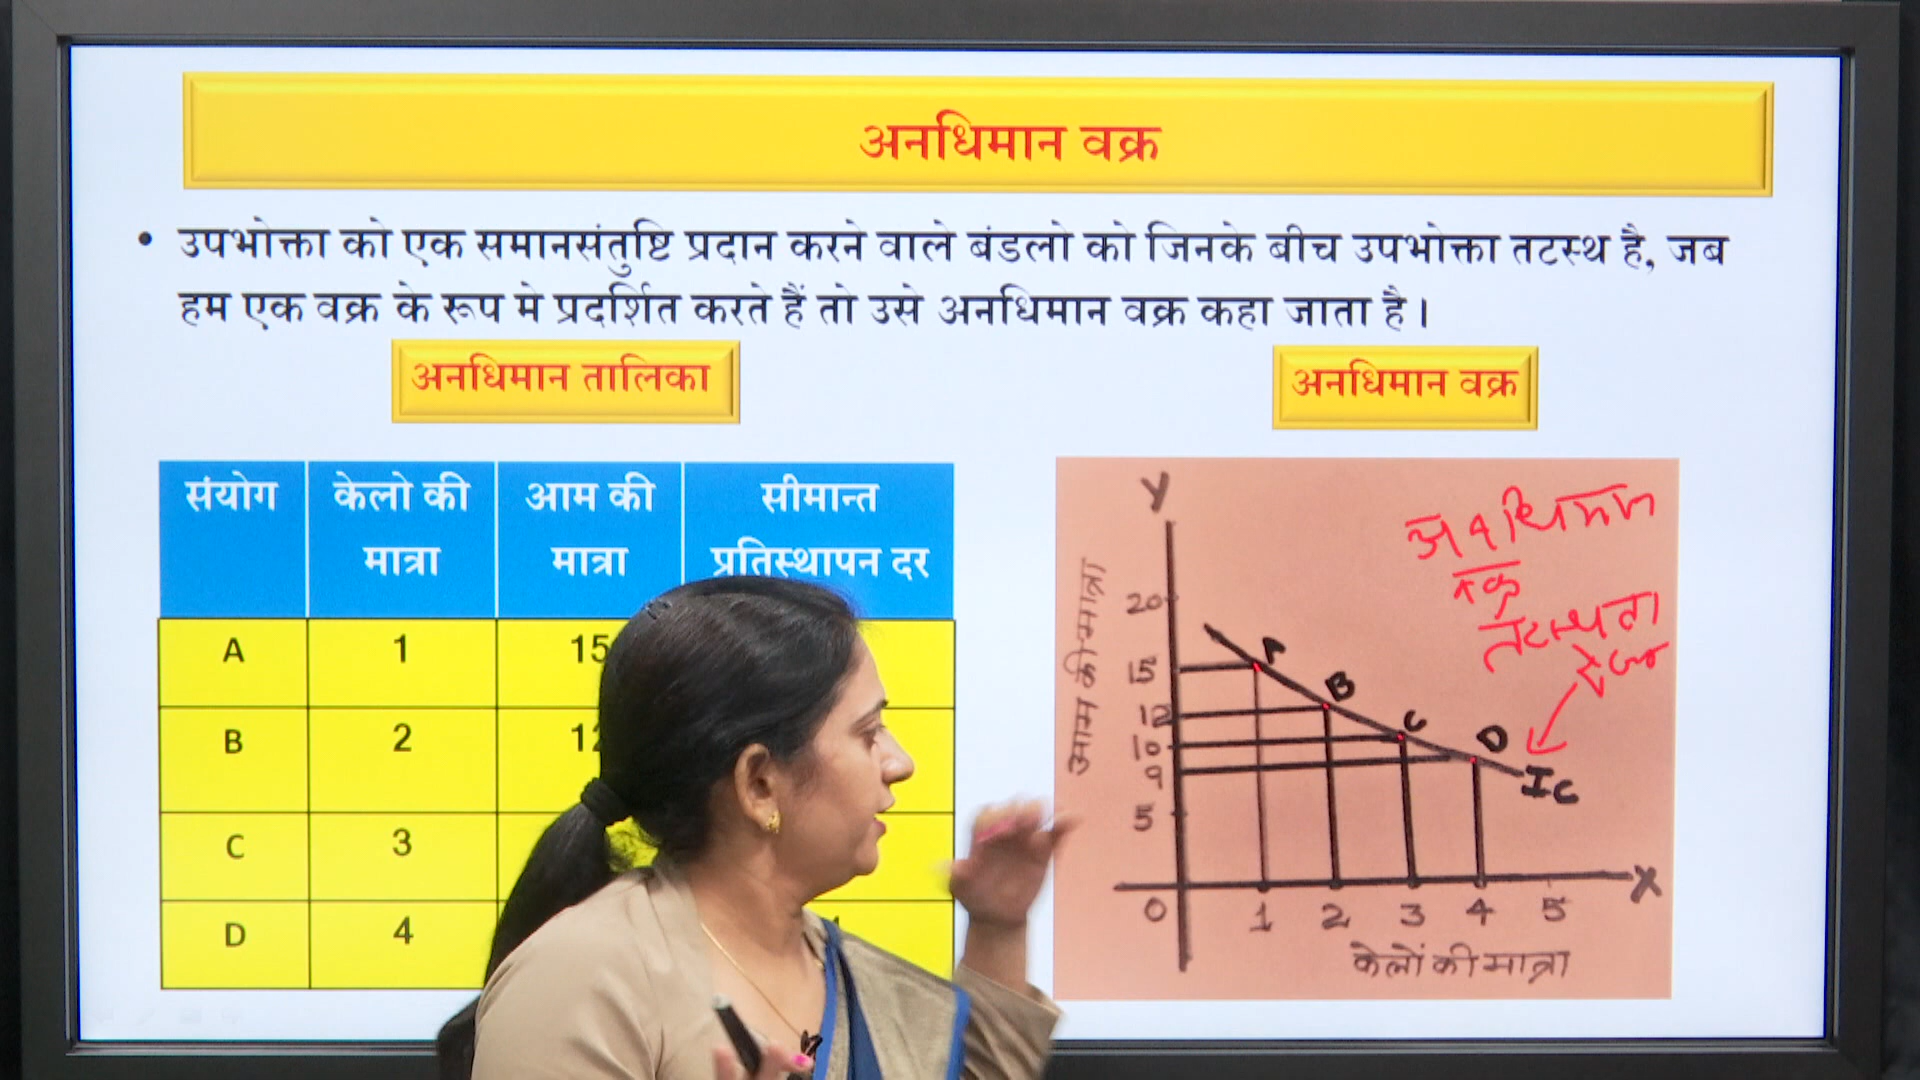 अनधिमान वक्र
• उपभोक्ता को एक समानसंतुष्टि प्रदान करने वाले बंडलो को जिनके बीच उपभोक्ता तटस्थ है, जब
हम एक वक्र के रूप मे प्रदर्शित करते हैं तो उसे अनधिमान वक्र कहा जाता है।
अनधिमान तालिका
संयोग केलो की मात्रा आम की मात्रा सीमान्त प्रतिस्थापन दर
A 1 15
B 2 12
C 3
D 4
अनधिमान वक्र
Y
आम की मात्रा
20
15
12
10
9
5
0 1 2 3 4 5
X
केलों की मात्रा
A
B
C
D
IC
अनधिमान
वक्र
तटस्थता